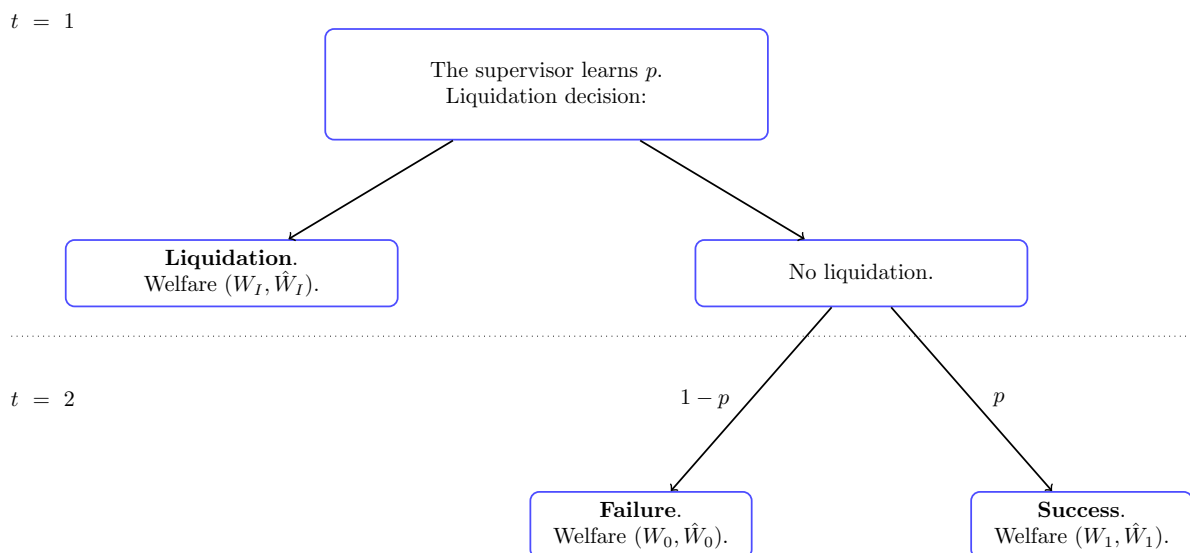 t = 1
The supervisor learns p.
Liquidation decision:
Liquidation.
Welfare (W_I, Ŵ_I).
No liquidation.
t = 2
1 − p
p
Failure.
Welfare (W_0, Ŵ_0).
Success.
Welfare (W_1, Ŵ_1).